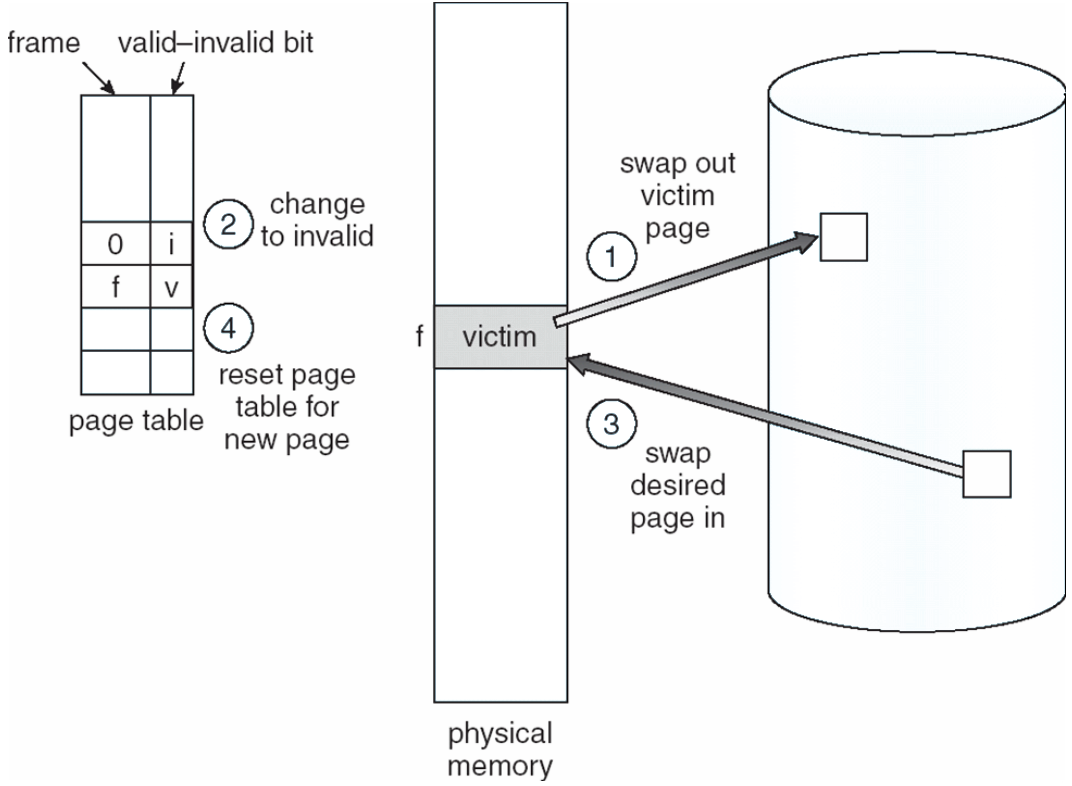 frame
valid–invalid bit
2
change
to invalid
0
i
f
v
4
reset page
table for
new page
page table
f
victim
physical
memory
swap out
victim
page
1
3
swap
desired
page in